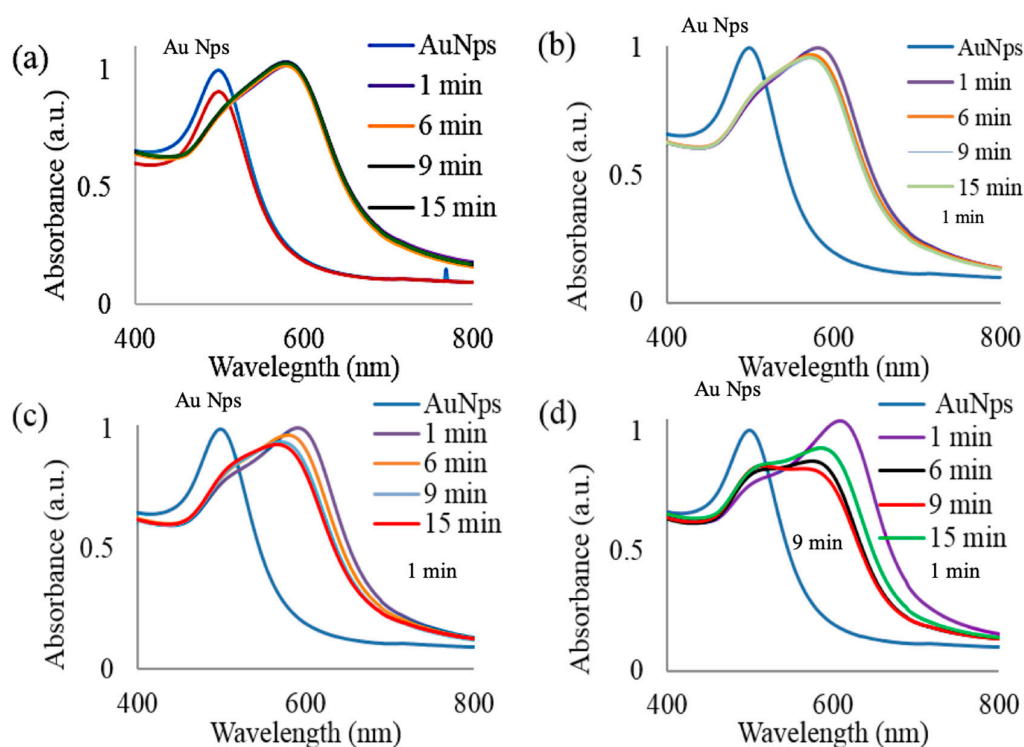 (a)
Au Nps
AuNps
1 min
6 min
9 min
15 min
1
0.5
0
Absorbance (a.u.)
400
600
800
Wavelegnth (nm)
(b)
Au Nps
AuNps
1 min
6 min
9 min
15 min
1 min
1
0.5
0
Absorbance (a.u.)
400
600
800
Wavelegnth (nm)
(c)
Au Nps
AuNps
1 min
6 min
9 min
15 min
1 min
1
0.5
0
Absorbance (a.u.)
400
600
800
Wavelength (nm)
(d)
Au Nps
AuNps
1 min
6 min
9 min
15 min
9 min
1 min
1
0.5
0
Absorbance (a.u.)
400
600
800
Wavelength (nm)